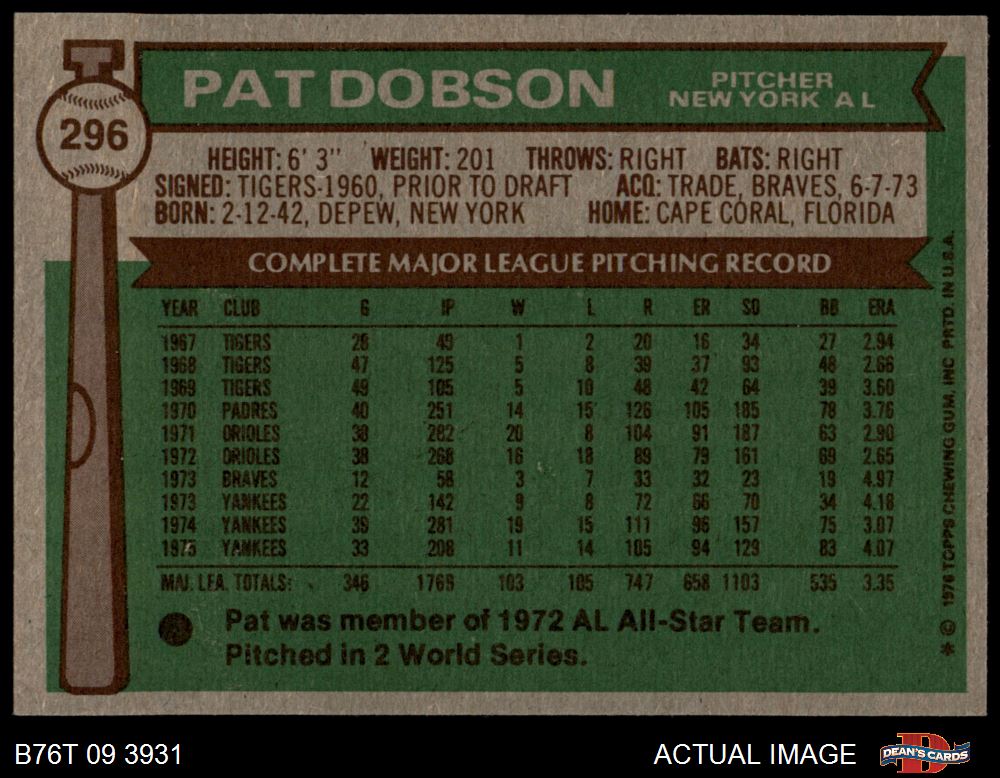 PAT DOBSON
PITCHER
NEW YORK A L
296
HEIGHT: 6' 3" WEIGHT: 201 THROWS: RIGHT BATS: RIGHT
SIGNED: TIGERS-1960, PRIOR TO DRAFT ACQ: TRADE, BRAVES, 6-7-73
BORN: 2-12-42, DEPEW, NEW YORK HOME: CAPE CORAL, FLORIDA
COMPLETE MAJOR LEAGUE PITCHING RECORD
YEAR CLUB G IP W L R ER SO BB ERA
1967 TIGERS 28 49 1 2 20 16 34 27 2.94
1968 TIGERS 47 125 5 8 39 37 93 48 2.66
1969 TIGERS 49 105 5 10 48 42 64 39 3.60
1970 PADRES 40 251 14 15 126 105 185 78 3.76
1971 ORIOLES 38 282 20 8 104 91 187 63 2.90
1972 ORIOLES 38 268 16 18 89 79 161 69 2.65
1973 BRAVES 12 58 3 7 33 32 23 19 4.97
1973 YANKEES 22 142 9 8 72 66 70 34 4.18
1974 YANKEES 39 281 19 15 111 96 157 75 3.07
1975 YANKEES 33 208 11 14 105 94 129 83 4.07
MAJ. LEA. TOTALS: 346 1769 103 105 747 658 1103 535 3.35
Pat was member of 1972 AL All-Star Team.
Pitched in 2 World Series.
* © 1976 TOPPS CHEWING GUM, INC PRTD. IN U.S.A.
B76T 09 3931
ACTUAL IMAGE
DEAN'S CARDS